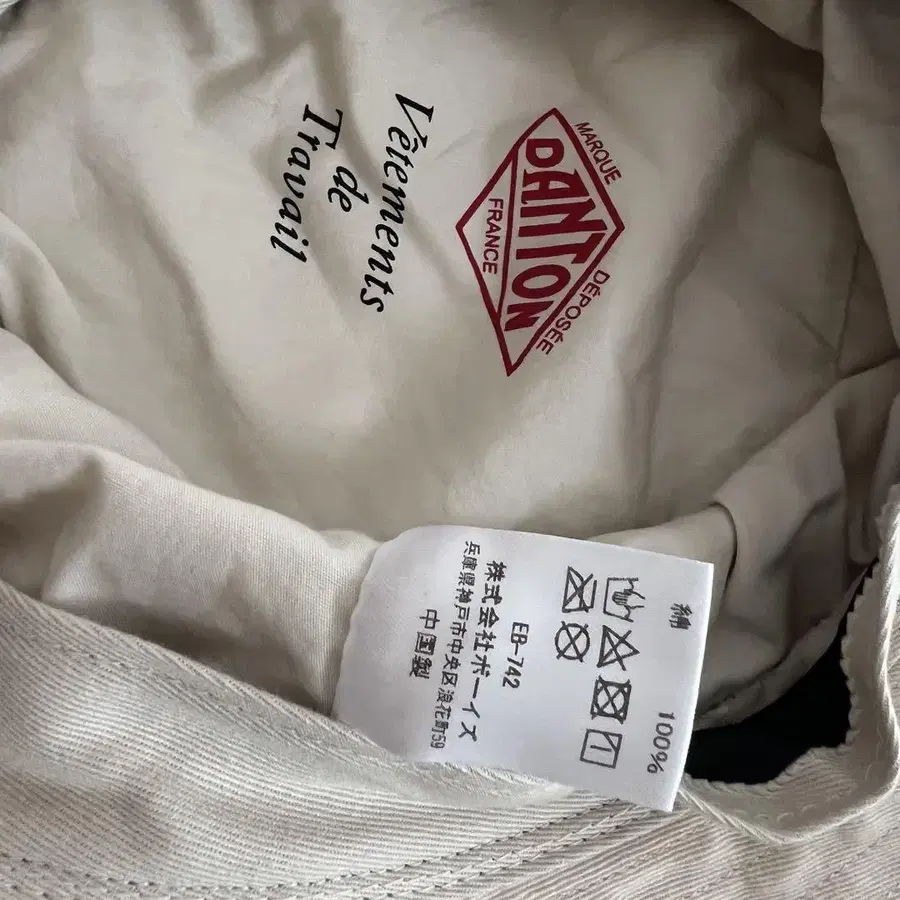 MARQUE
DANTON
FRANCE
DÉPOSÉE
Vêtements
de
Travail
綿 100%
EB-742
株式会社ボーイズ
兵庫県神戸市中央区浪花町59
中国製